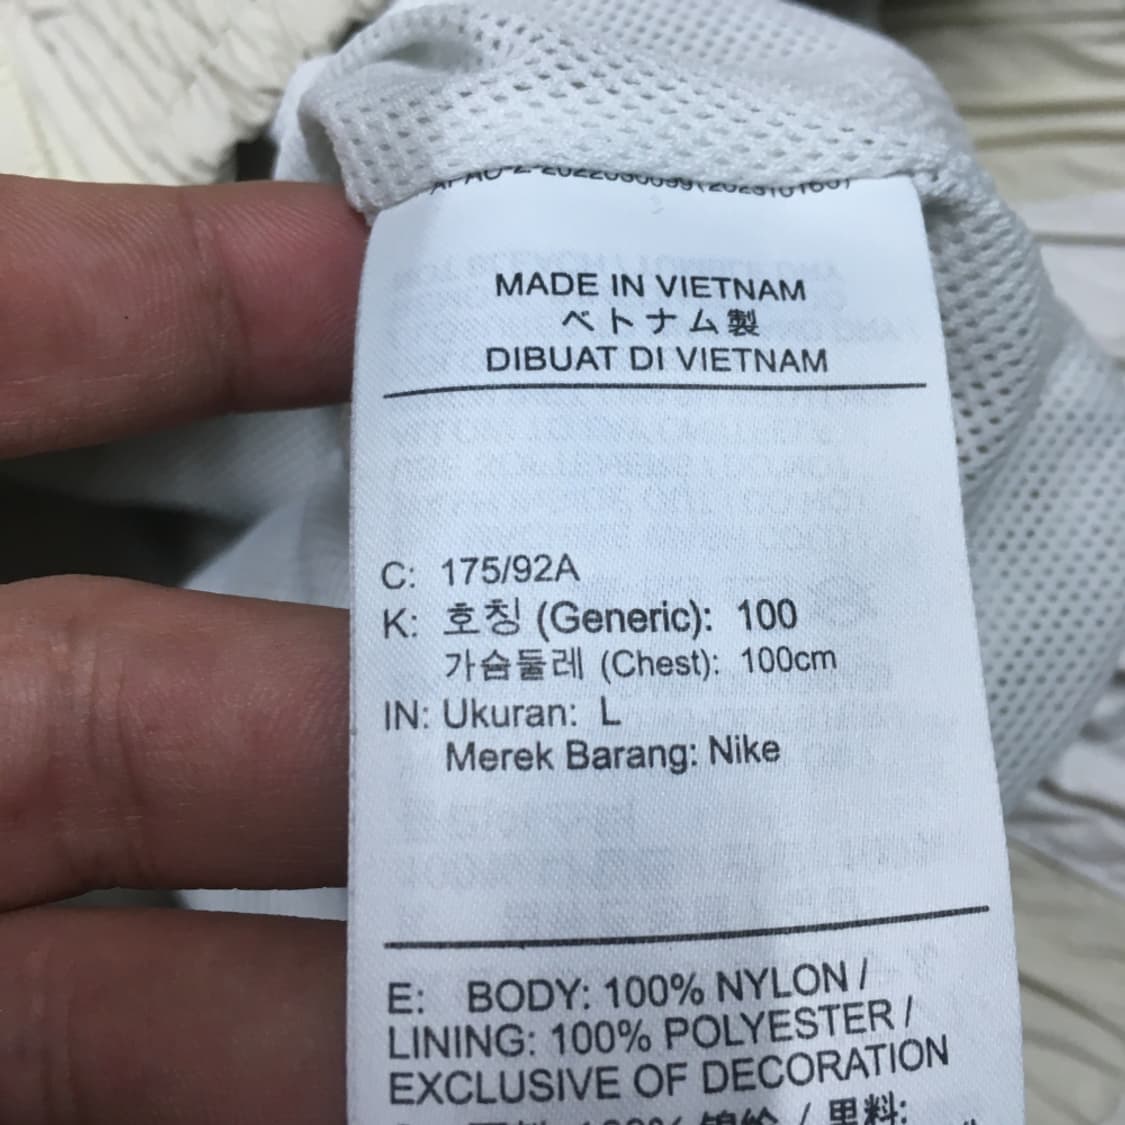 MADE IN VIETNAM
ベトナム製
DIBUAT DI VIETNAM
C: 175/92A
K: 호칭 (Generic): 100
가슴둘레 (Chest): 100cm
IN: Ukuran: L
Merek Barang: Nike
E: BODY: 100% NYLON /
LINING: 100% POLYESTER /
EXCLUSIVE OF DECORATION